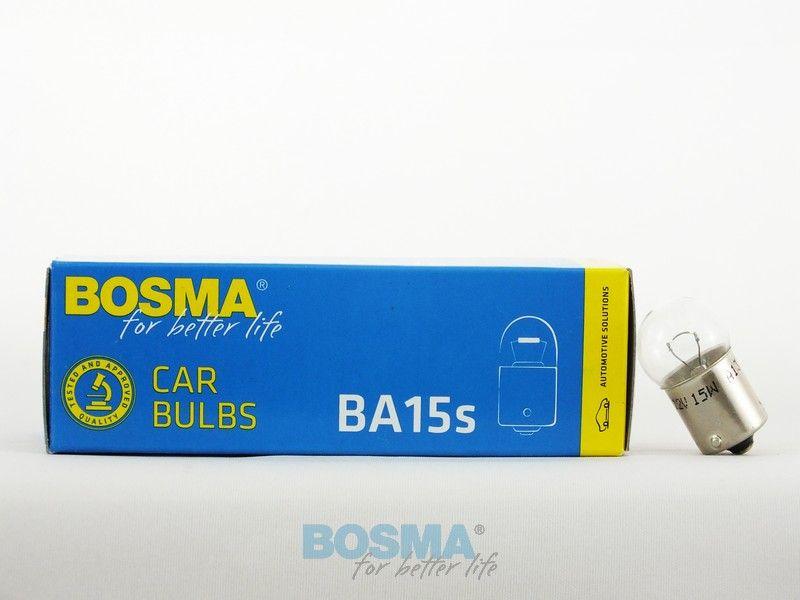 BOSMA®
for better life
TESTED AND APPROVED
QUALITY
CAR
BULBS
BA15s
AUTOMOTIVE SOLUTIONS
15W
BOSMA®
for better life